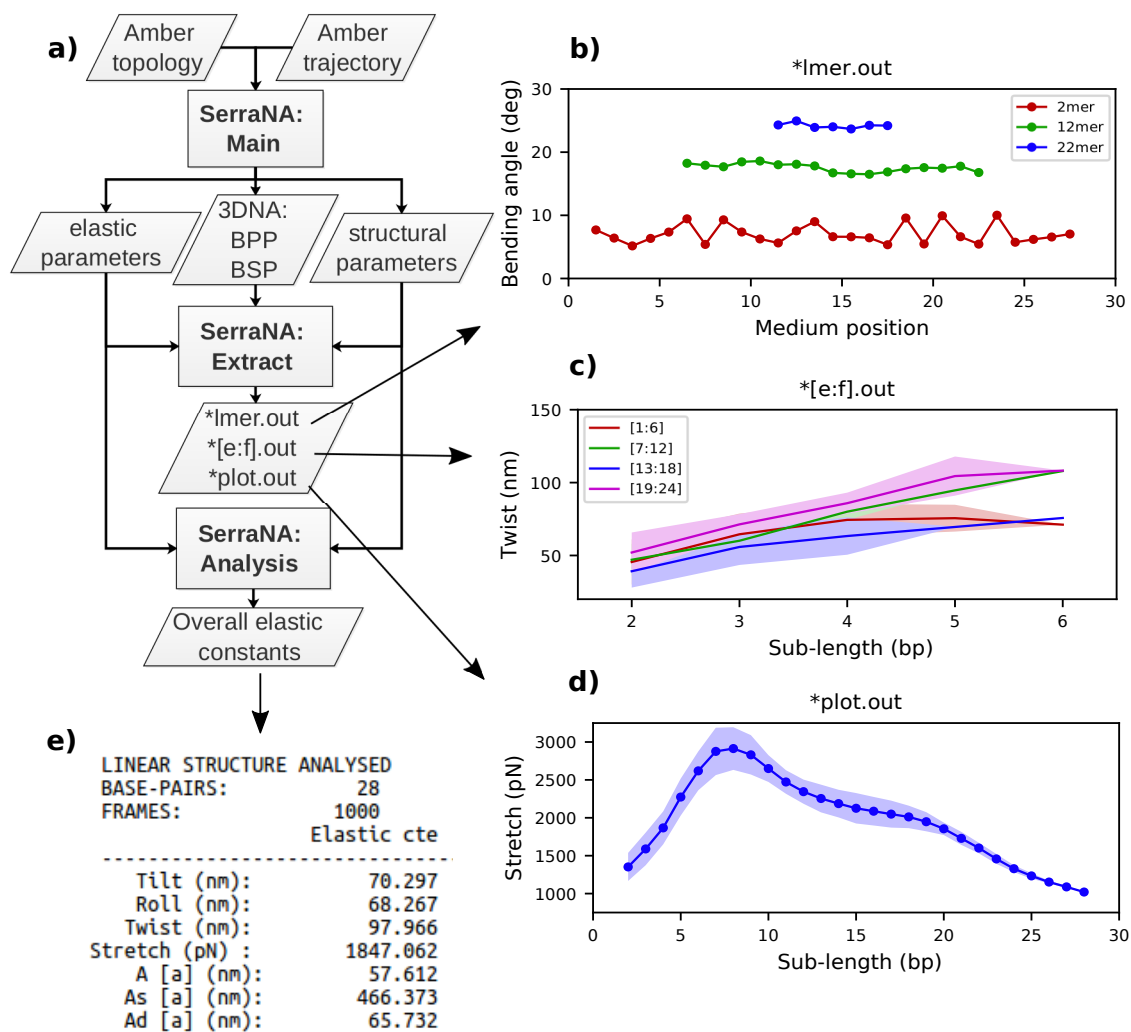 a)
Amber
topology
Amber
trajectory
SerraNA:
Main
elastic
parameters
3DNA:
BPP
BSP
structural
parameters
SerraNA:
Extract
*lmer.out
*[e:f].out
*plot.out
SerraNA:
Analysis
Overall elastic
constants
b)
*lmer.out
Bending angle (deg)
30
20
10
0
2mer
12mer
22mer
0 5 10 15 20 25 30
Medium position
c)
*[e:f].out
Twist (nm)
150
100
50
[1:6]
[7:12]
[13:18]
[19:24]
2 3 4 5 6
Sub-length (bp)
d)
*plot.out
Stretch (pN)
3000
2500
2000
1500
1000
0 5 10 15 20 25 30
Sub-length (bp)
e)
LINEAR STRUCTURE ANALYSED
BASE-PAIRS: 28
FRAMES: 1000
Elastic cte
--------------------------------
Tilt (nm): 70.297
Roll (nm): 68.267
Twist (nm): 97.966
Stretch (pN) : 1847.062
A [a] (nm): 57.612
As [a] (nm): 466.373
Ad [a] (nm): 65.732